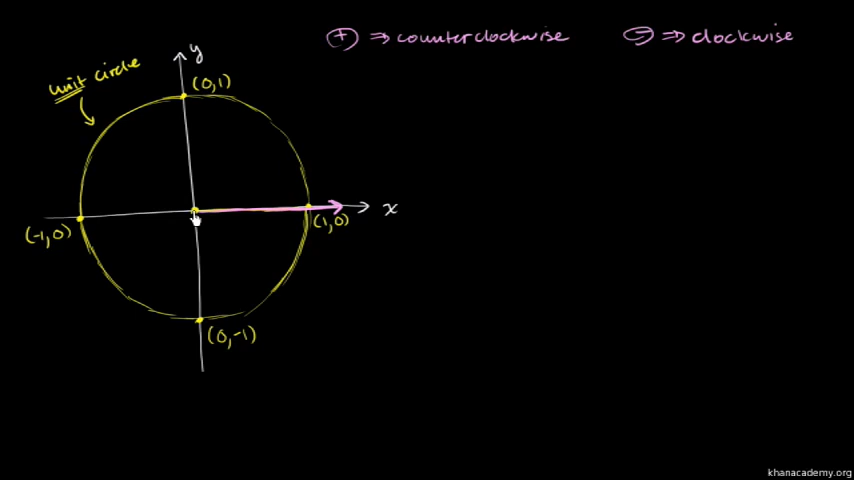 ⊕ ⇒ counterclockwise ⊖ ⇒ clockwise
y
unit circle
(0,1)
x
(1,0)
(-1,0)
(0,-1)
khanacademy.org